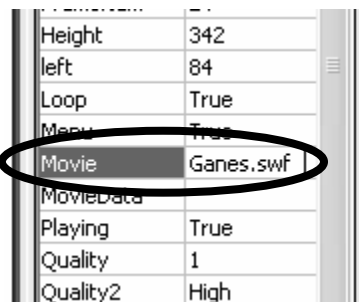 Height 342
left 84
Loop True
Menu True
Movie Ganes.swf
MovieData
Playing True
Quality 1
Quality2 High